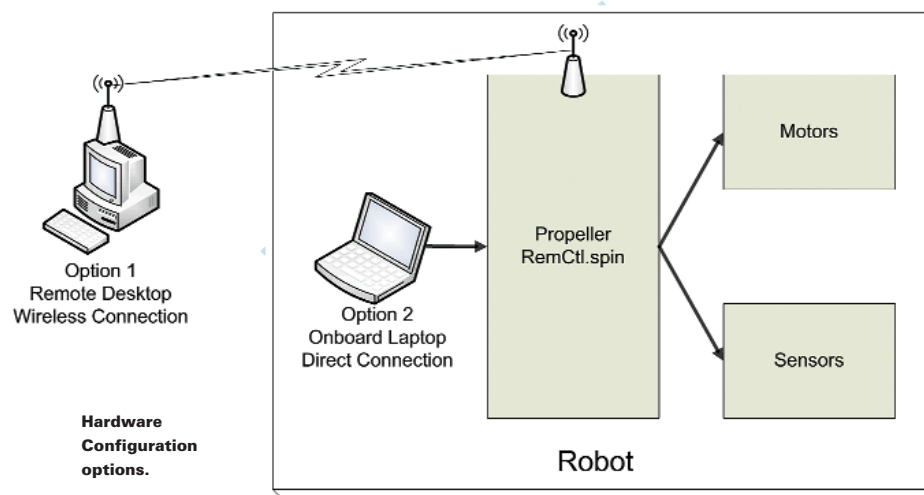 Option 1
Remote Desktop
Wireless Connection
Option 2
Onboard Laptop
Direct Connection
Propeller
RemCtl.spin
Motors
Sensors
Robot
Hardware
Configuration
options.